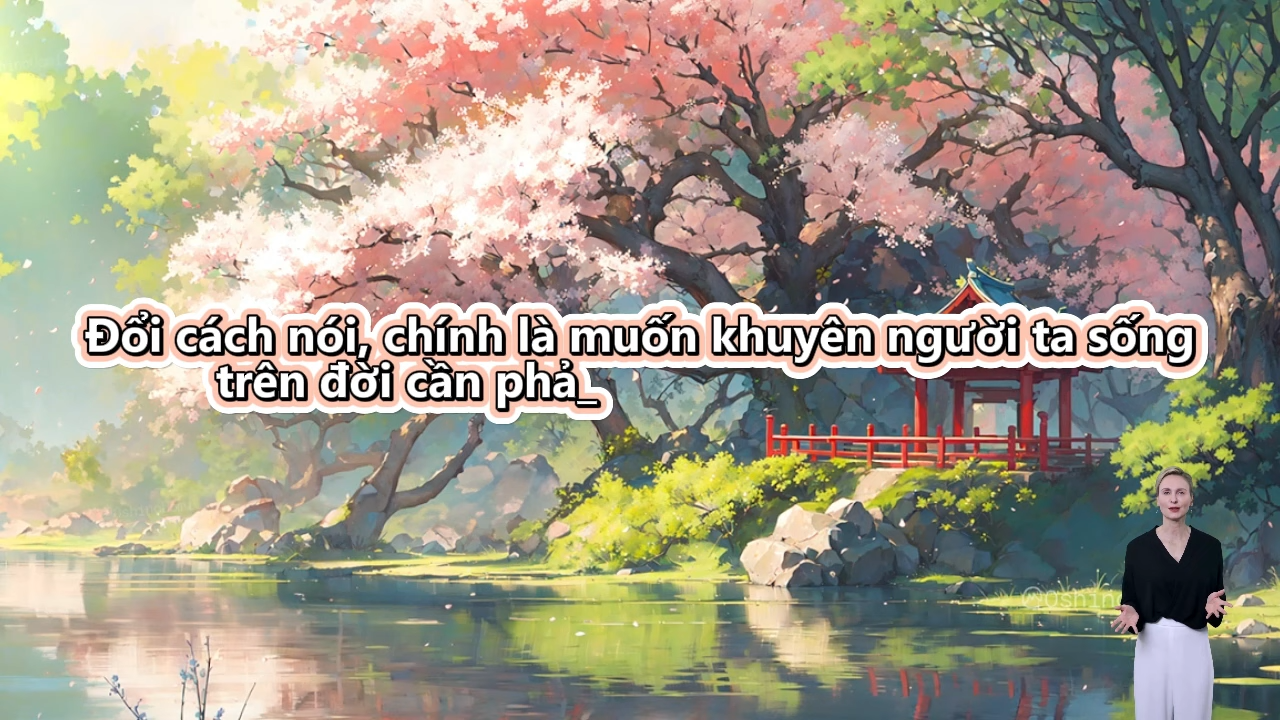 Đổi cách nói, chính là muốn khuyên người ta sống
trên đời cần phả_